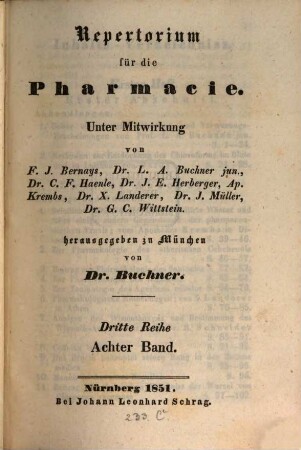 Repertorium
für die
Pharmacie.
Unter Mitwirkung
von
F. J. Bernays, Dr. L. A. Buchner jun.,
Dr. C. F. Haenle, Dr. J. E. Herberger, Ap.
Krembs, Dr. X. Landerer, Dr. J. Müller,
Dr. G. C. Wittstein.
herausgegeben zu München
von
Dr. Buchner.
Dritte Reihe
Achter Band.
Nürnberg 1851.
Bei Johann Leonhard Schrag.